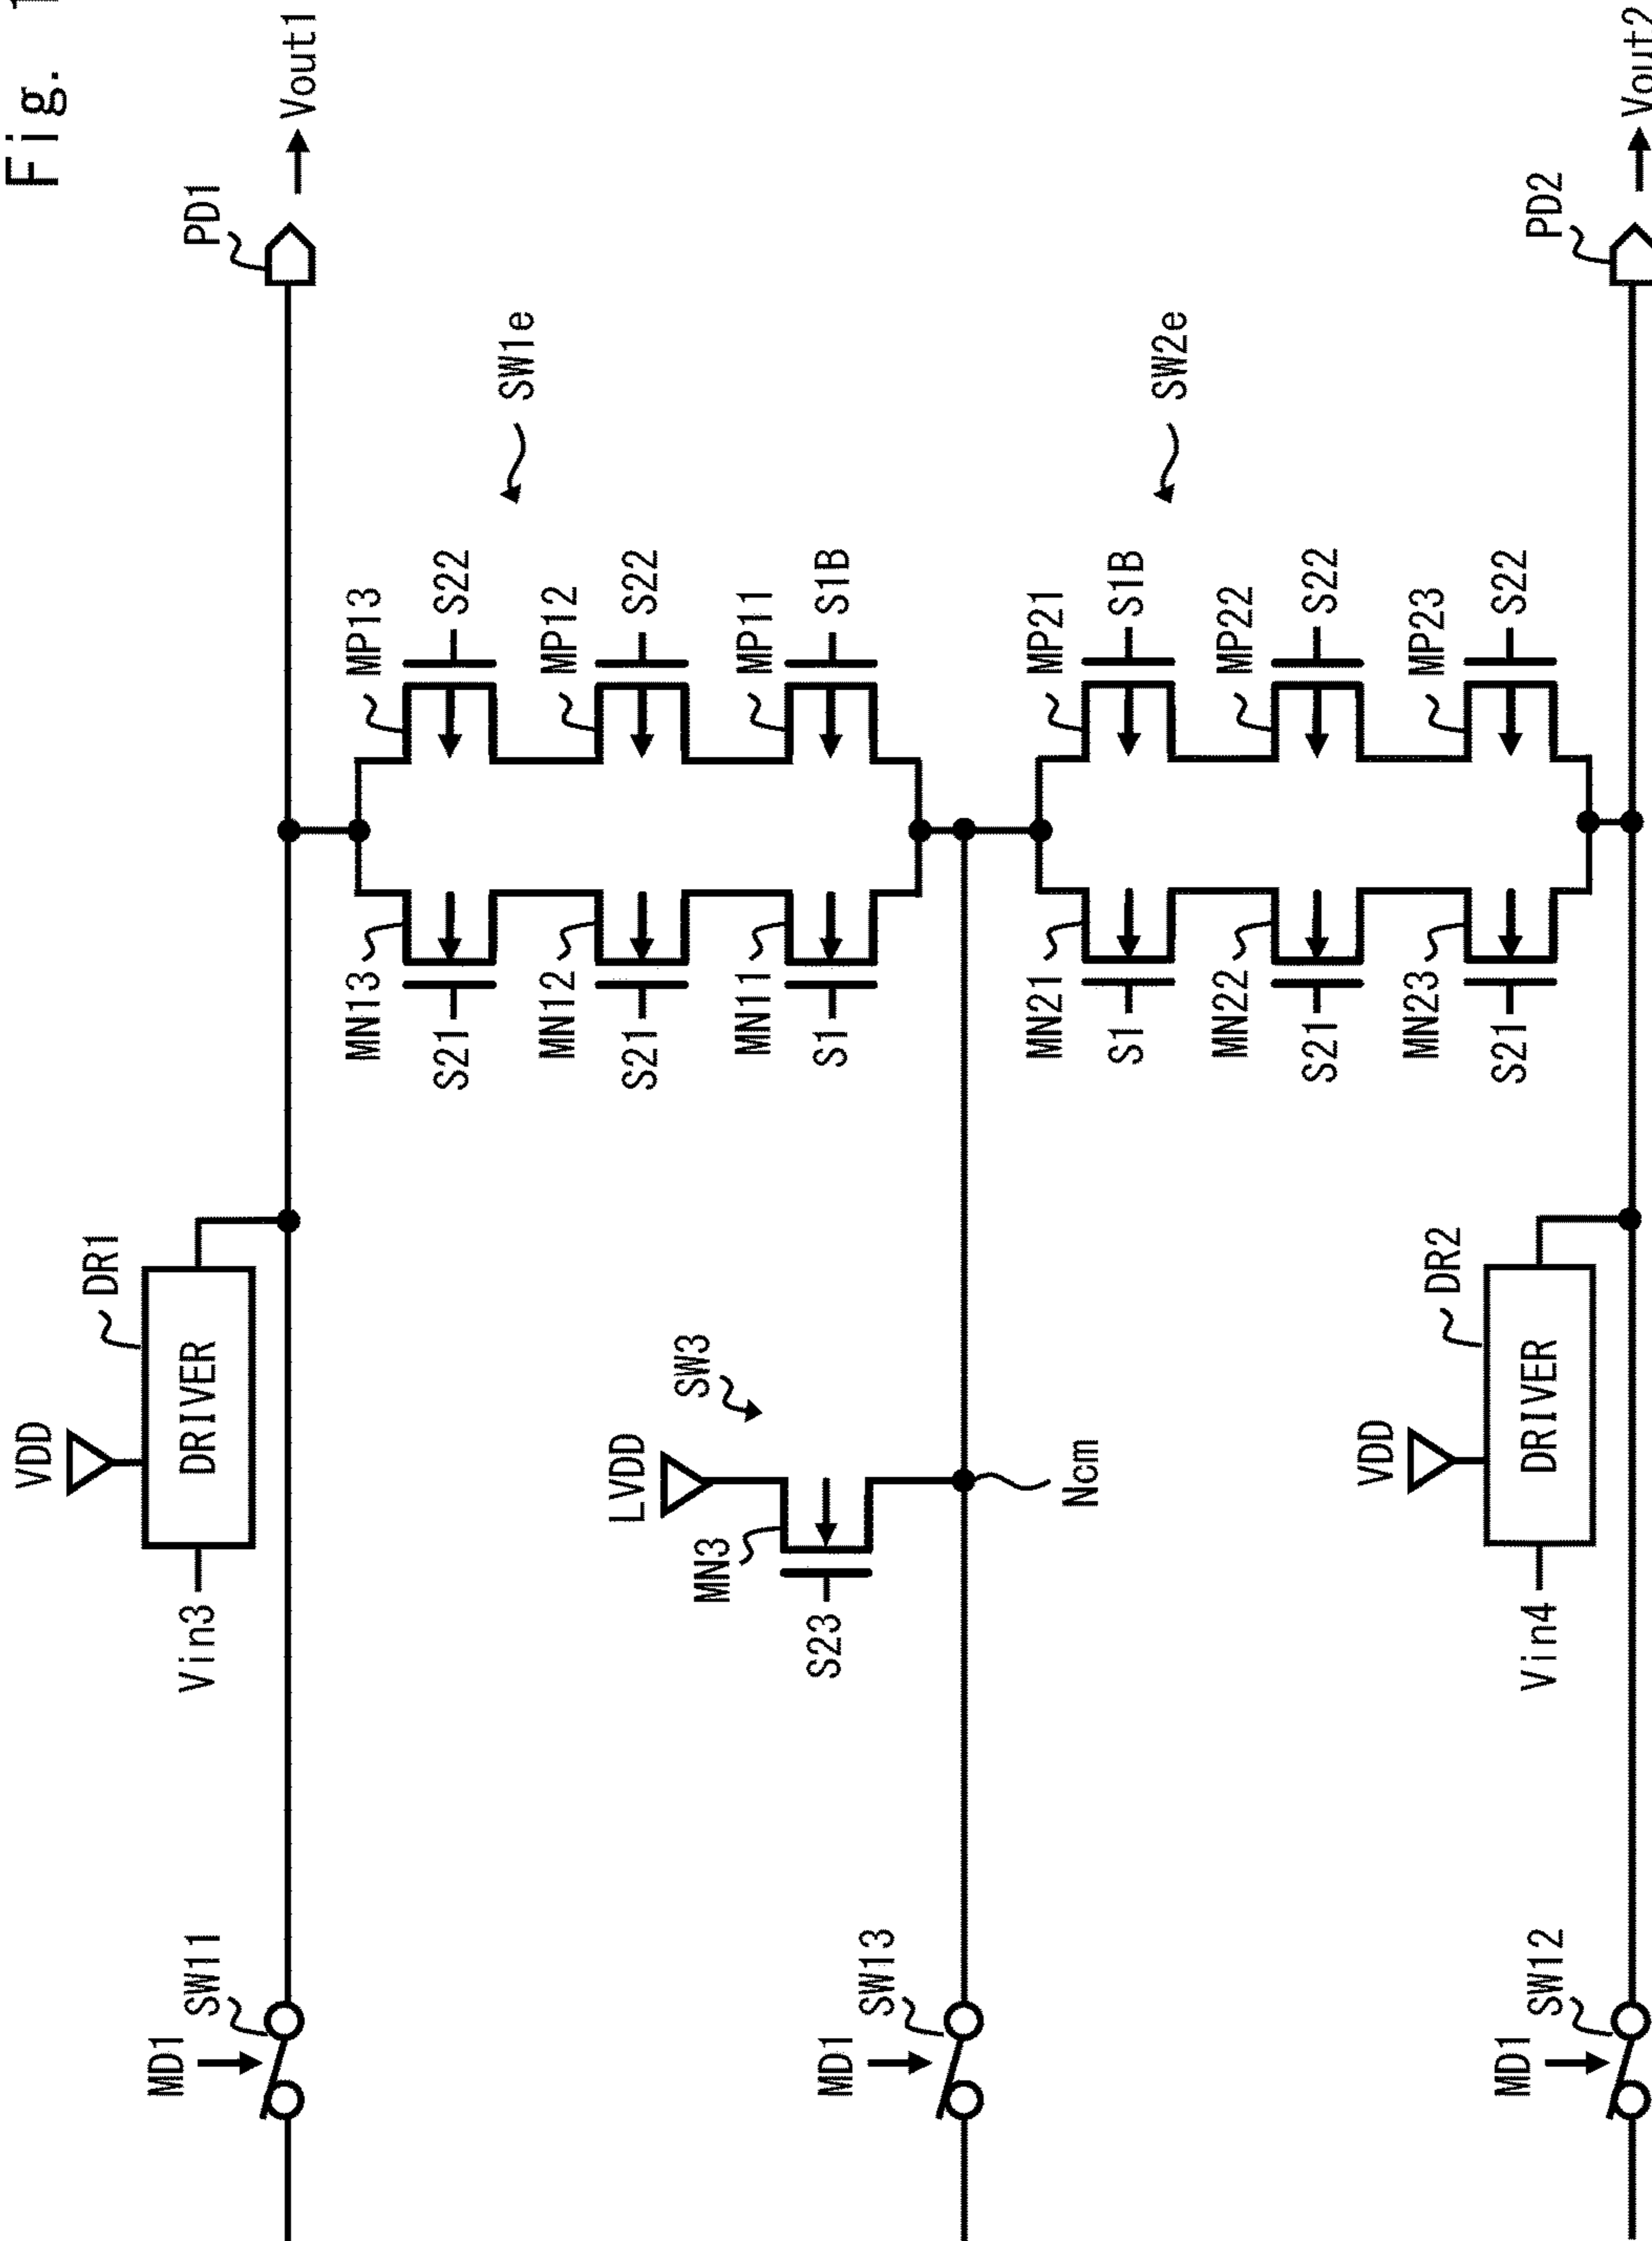 Fig. 1
VDD
DR1
DRIVER
Vin3
MD1
SW11
PD1
Vout1
MN13
S21
MP13
S22
MN12
S21
MP12
S22
MN11
S1
MP11
S1B
SW1e
LVDD
SW3
MN3
S23
Ncm
MD1
SW13
MN21
S1
MP21
S1B
MN22
S21
MP22
S22
MN23
S21
MP23
S22
SW2e
VDD
DR2
DRIVER
Vin4
MD1
SW12
PD2
Vout2